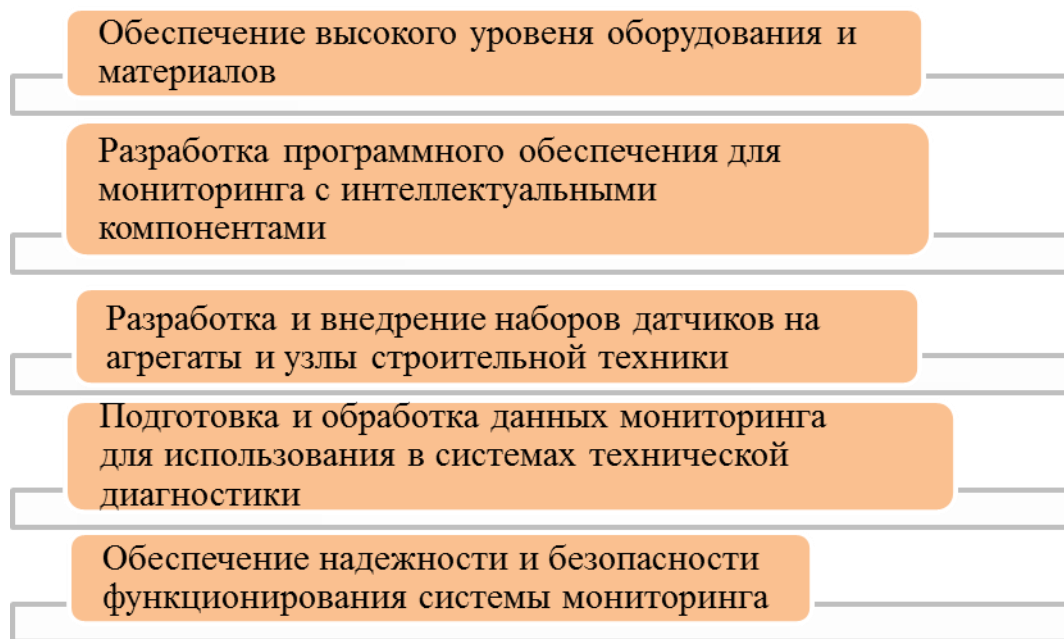 Обеспечение высокого уровеня оборудования и
материалов
Разработка программного обеспечения для
мониторинга с интеллектуальными
компонентами
Разработка и внедрение наборов датчиков на
агрегаты и узлы строительной техники
Подготовка и обработка данных мониторинга
для использования в системах технической
диагностики
Обеспечение надежности и безопасности
функционирования системы мониторинга